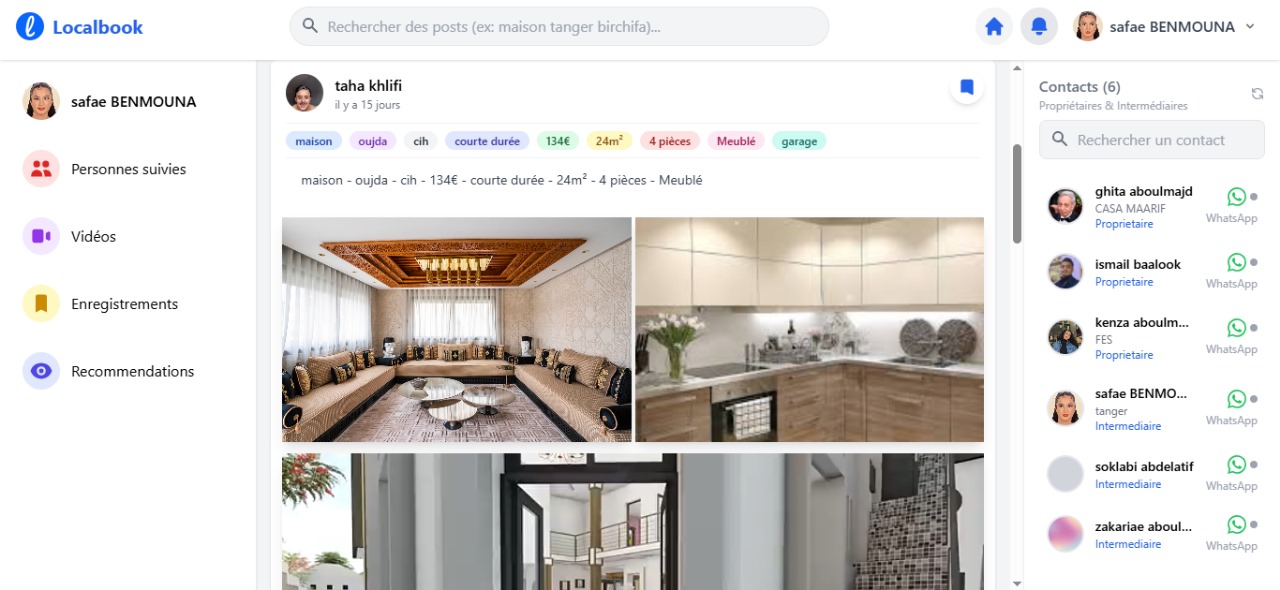 Localbook
Rechercher des posts (ex: maison tanger birchifa)...
safae BENMOUNA
safae BENMOUNA
Personnes suivies
Vidéos
Enregistrements
Recommendations
taha khlifi
il y a 15 jours
maison oujda cih courte durée 134€ 24m² 4 pièces Meublé garage
maison - oujda - cih - 134€ - courte durée - 24m² - 4 pièces - Meublé
Contacts (6)
Propriétaires & Intermédiaires
Rechercher un contact
ghita aboulmajd
CASA MAARIF
Proprietaire
WhatsApp
ismail baalook
Proprietaire
WhatsApp
kenza aboulm...
FES
Proprietaire
WhatsApp
safae BENMO...
tanger
Intermediaire
WhatsApp
soklabi abdelatif
Intermediaire
WhatsApp
zakariae aboul...
Intermediaire
WhatsApp